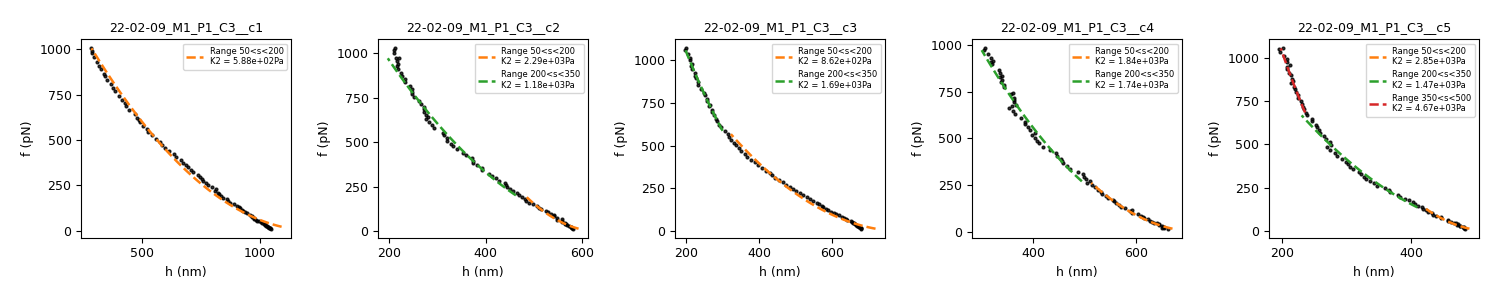 22-02-09_M1_P1_C3__c1
1000
750
500
250
0
500
1000
h (nm)
f (pN)
Range 50<s<200
K2 = 5.88e+02Pa
22-02-09_M1_P1_C3__c2
1000
750
500
250
0
200
400
600
h (nm)
f (pN)
Range 50<s<200
K2 = 2.29e+03Pa
Range 200<s<350
K2 = 1.18e+03Pa
22-02-09_M1_P1_C3__c3
1000
750
500
250
0
200
400
600
h (nm)
f (pN)
Range 50<s<200
K2 = 8.62e+02Pa
Range 200<s<350
K2 = 1.69e+03Pa
22-02-09_M1_P1_C3__c4
1000
750
500
250
0
400
600
h (nm)
f (pN)
Range 50<s<200
K2 = 1.84e+03Pa
Range 200<s<350
K2 = 1.74e+03Pa
22-02-09_M1_P1_C3__c5
1000
750
500
250
0
200
400
h (nm)
f (pN)
Range 50<s<200
K2 = 2.85e+03Pa
Range 200<s<350
K2 = 1.47e+03Pa
Range 350<s<500
K2 = 4.67e+03Pa